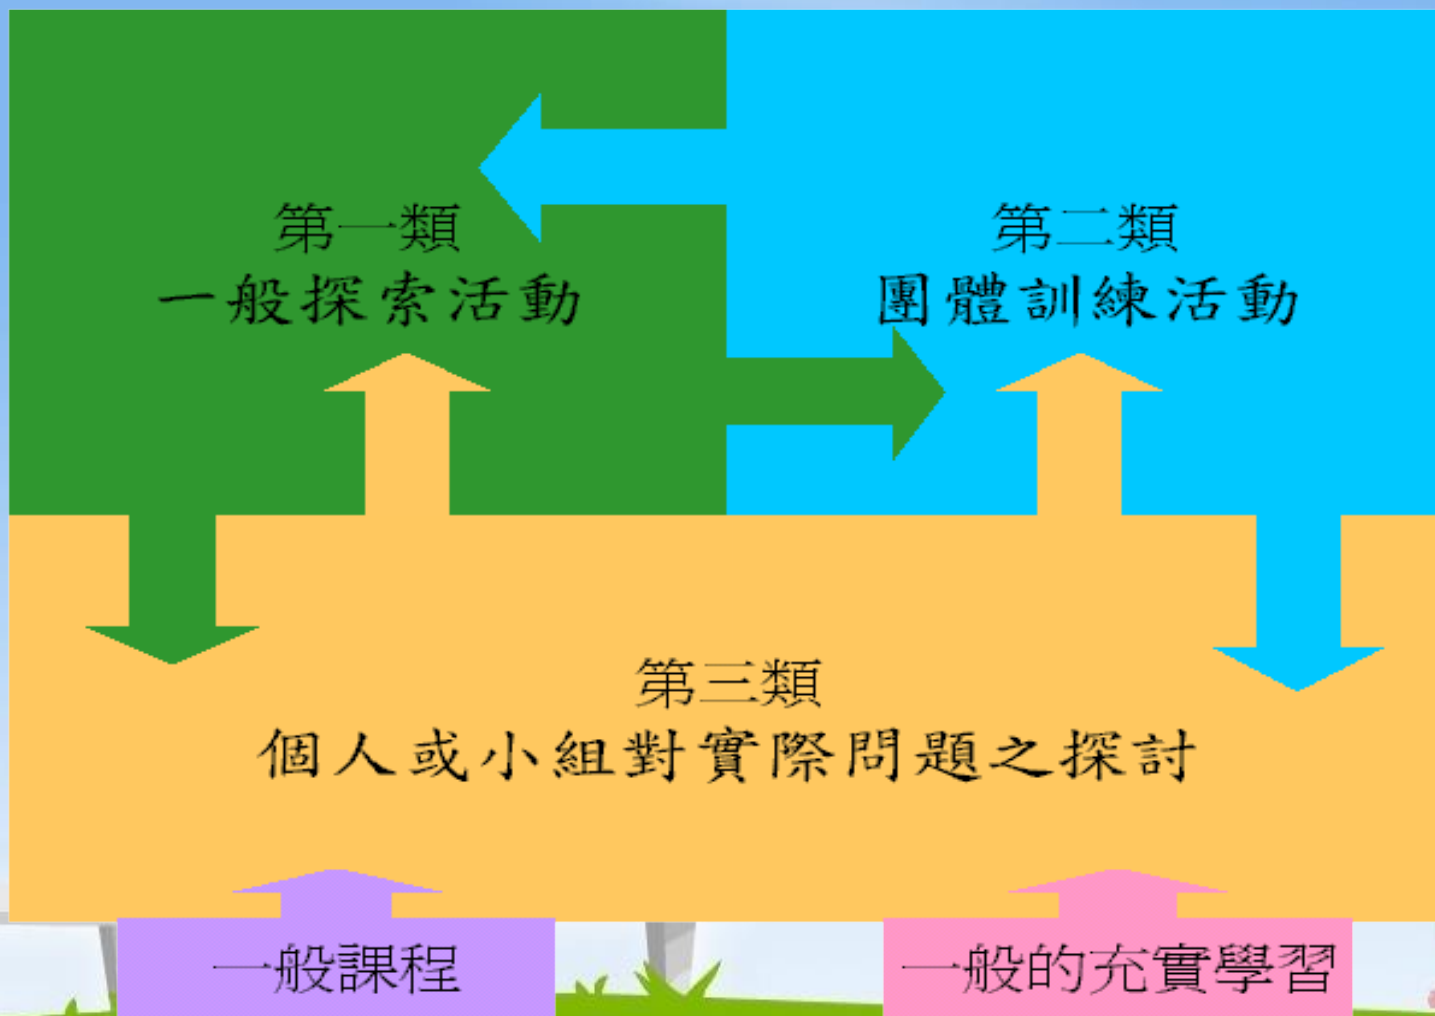 第一類
一般探索活動
第二類
團體訓練活動
第三類
個人或小組對實際問題之探討
一般課程
一般的充實學習